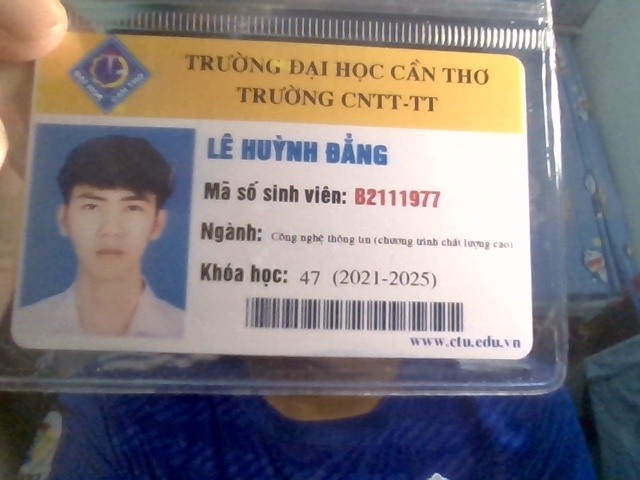 ĐẠI HỌC CẦN THƠ
TRƯỜNG ĐẠI HỌC CẦN THƠ
TRƯỜNG CNTT-TT
LÊ HUỲNH ĐẲNG
Mã số sinh viên: B2111977
Ngành: Công nghệ thông tin (chương trình chất lượng cao)
Khóa học: 47 (2021-2025)
www.ctu.edu.vn